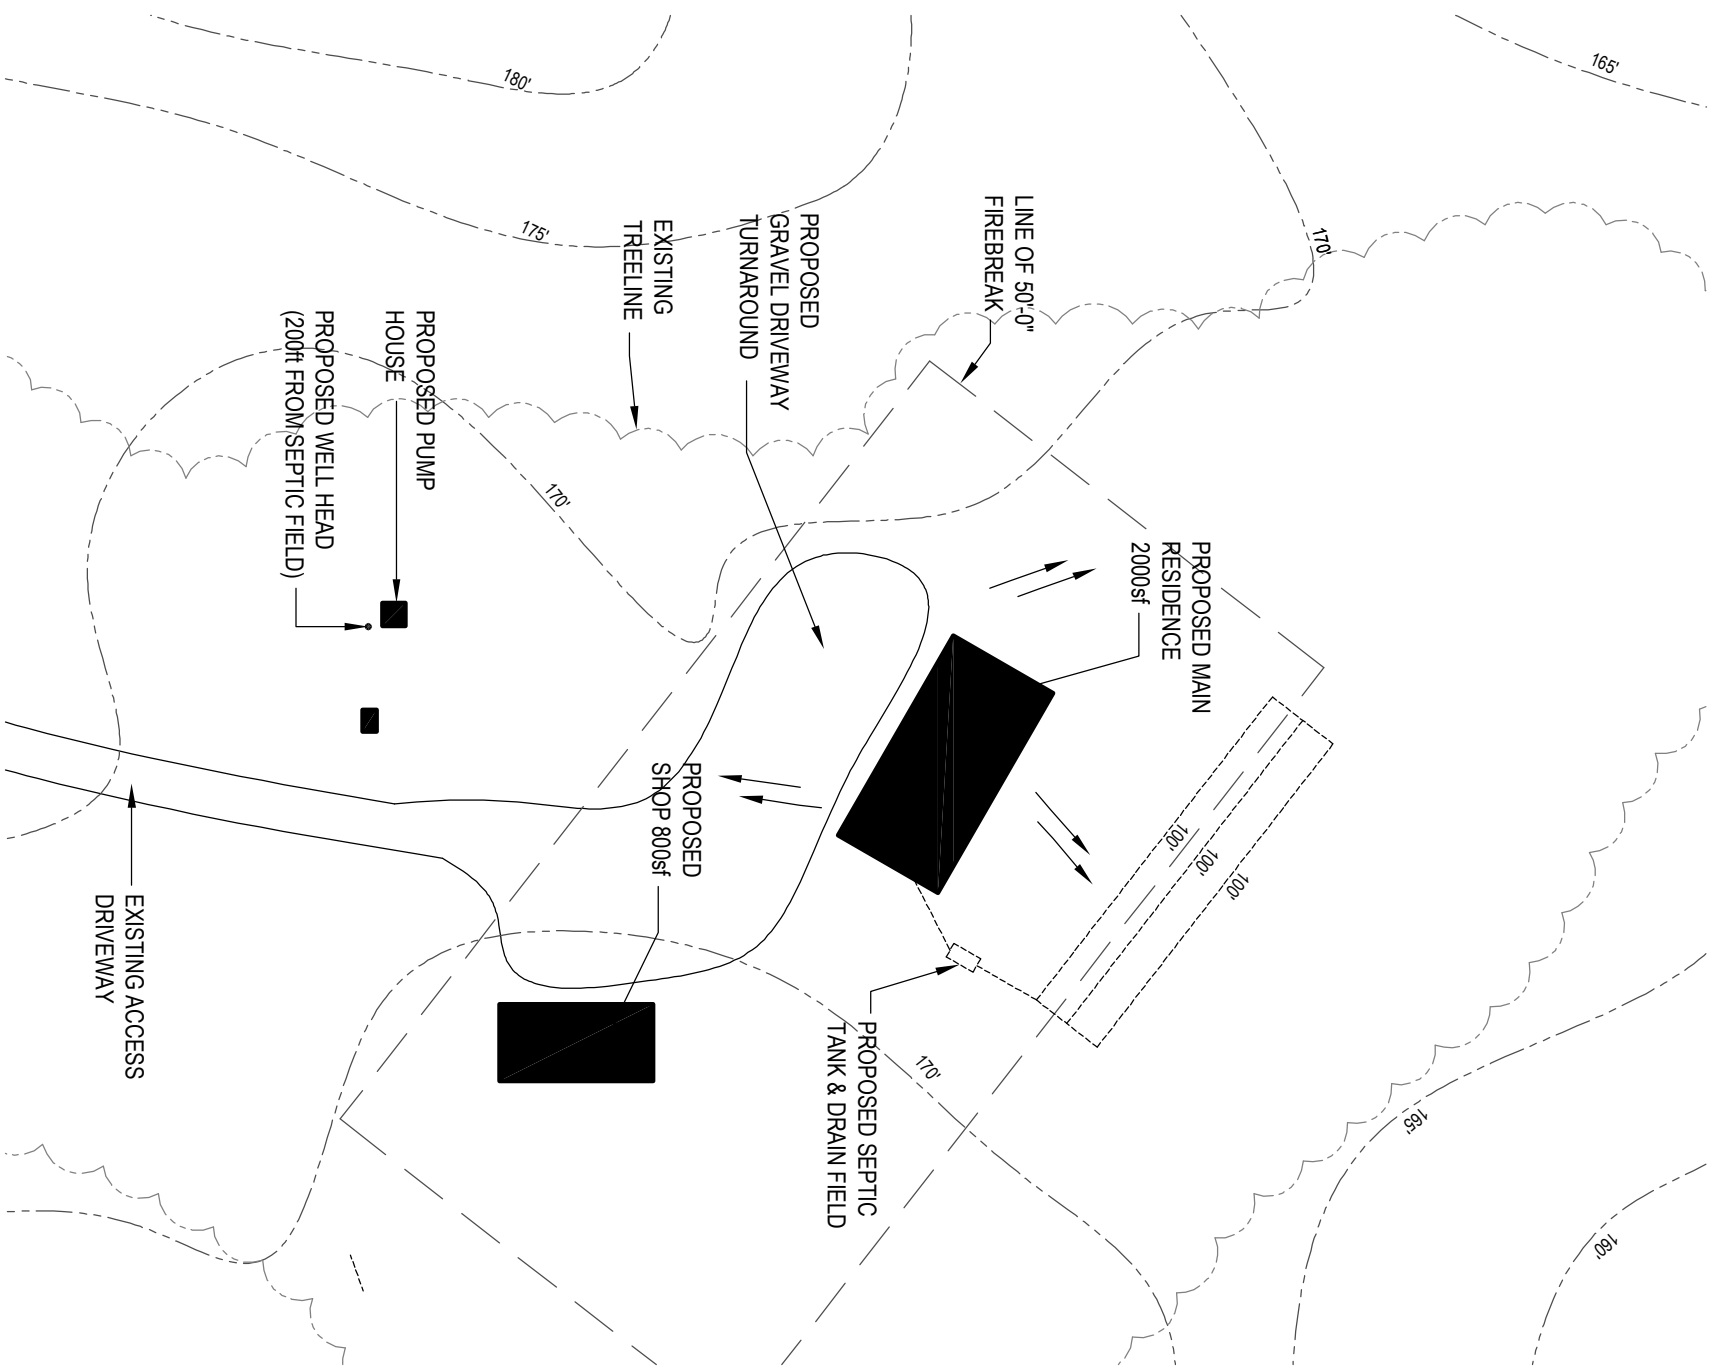 180'
165'
175'
170'
LINE OF 50'-0"
FIREBREAK
PROPOSED
GRAVEL DRIVEWAY
TURNAROUND
EXISTING
TREELINE
PROPOSED PUMP
HOUSE
PROPOSED WELL HEAD
(200ft FROM SEPTIC FIELD)
170'
PROPOSED MAIN
RESIDENCE
2000sf
PROPOSED
SHOP 800sf
100'
100'
100'
EXISTING ACCESS
DRIVEWAY
PROPOSED SEPTIC
TANK & DRAIN FIELD
170'
165'
160'